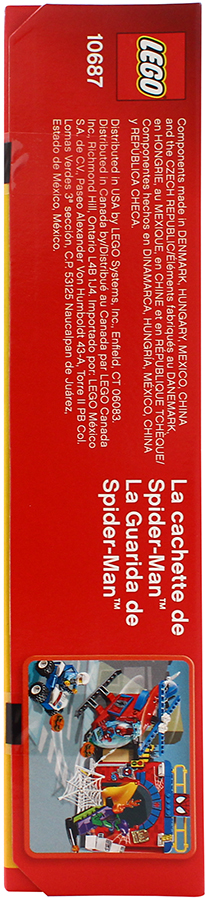 LEGO
10687
Components made in DENMARK, HUNGARY, MEXICO, CHINA
and the CZECH REPUBLIC/Éléments fabriqués au DANEMARK,
en HONGRIE, au MEXIQUE, en CHINE et en RÉPUBLIQUE TCHÈQUE/
Componentes hechos en DINAMARCA, HUNGRÍA, MÉXICO, CHINA
y REPÚBLICA CHECA.
Distributed in USA by LEGO Systems, Inc., Enfield, CT 06083.
Distributed in Canada by/Distribué au Canada par LEGO Canada
Inc., Richmond Hill, Ontario L4B 1J4. Importado por: LEGO México
S.A. de C.V., Paseo Alexander Von Humboldt 43-A, Torre II PB Col.
Lomas Verdes 3ª sección, C.P. 53125 Naucalpan de Juárez,
Estado de México, México.
La cachette de
Spider-Man™
La Guarida de
Spider-Man™